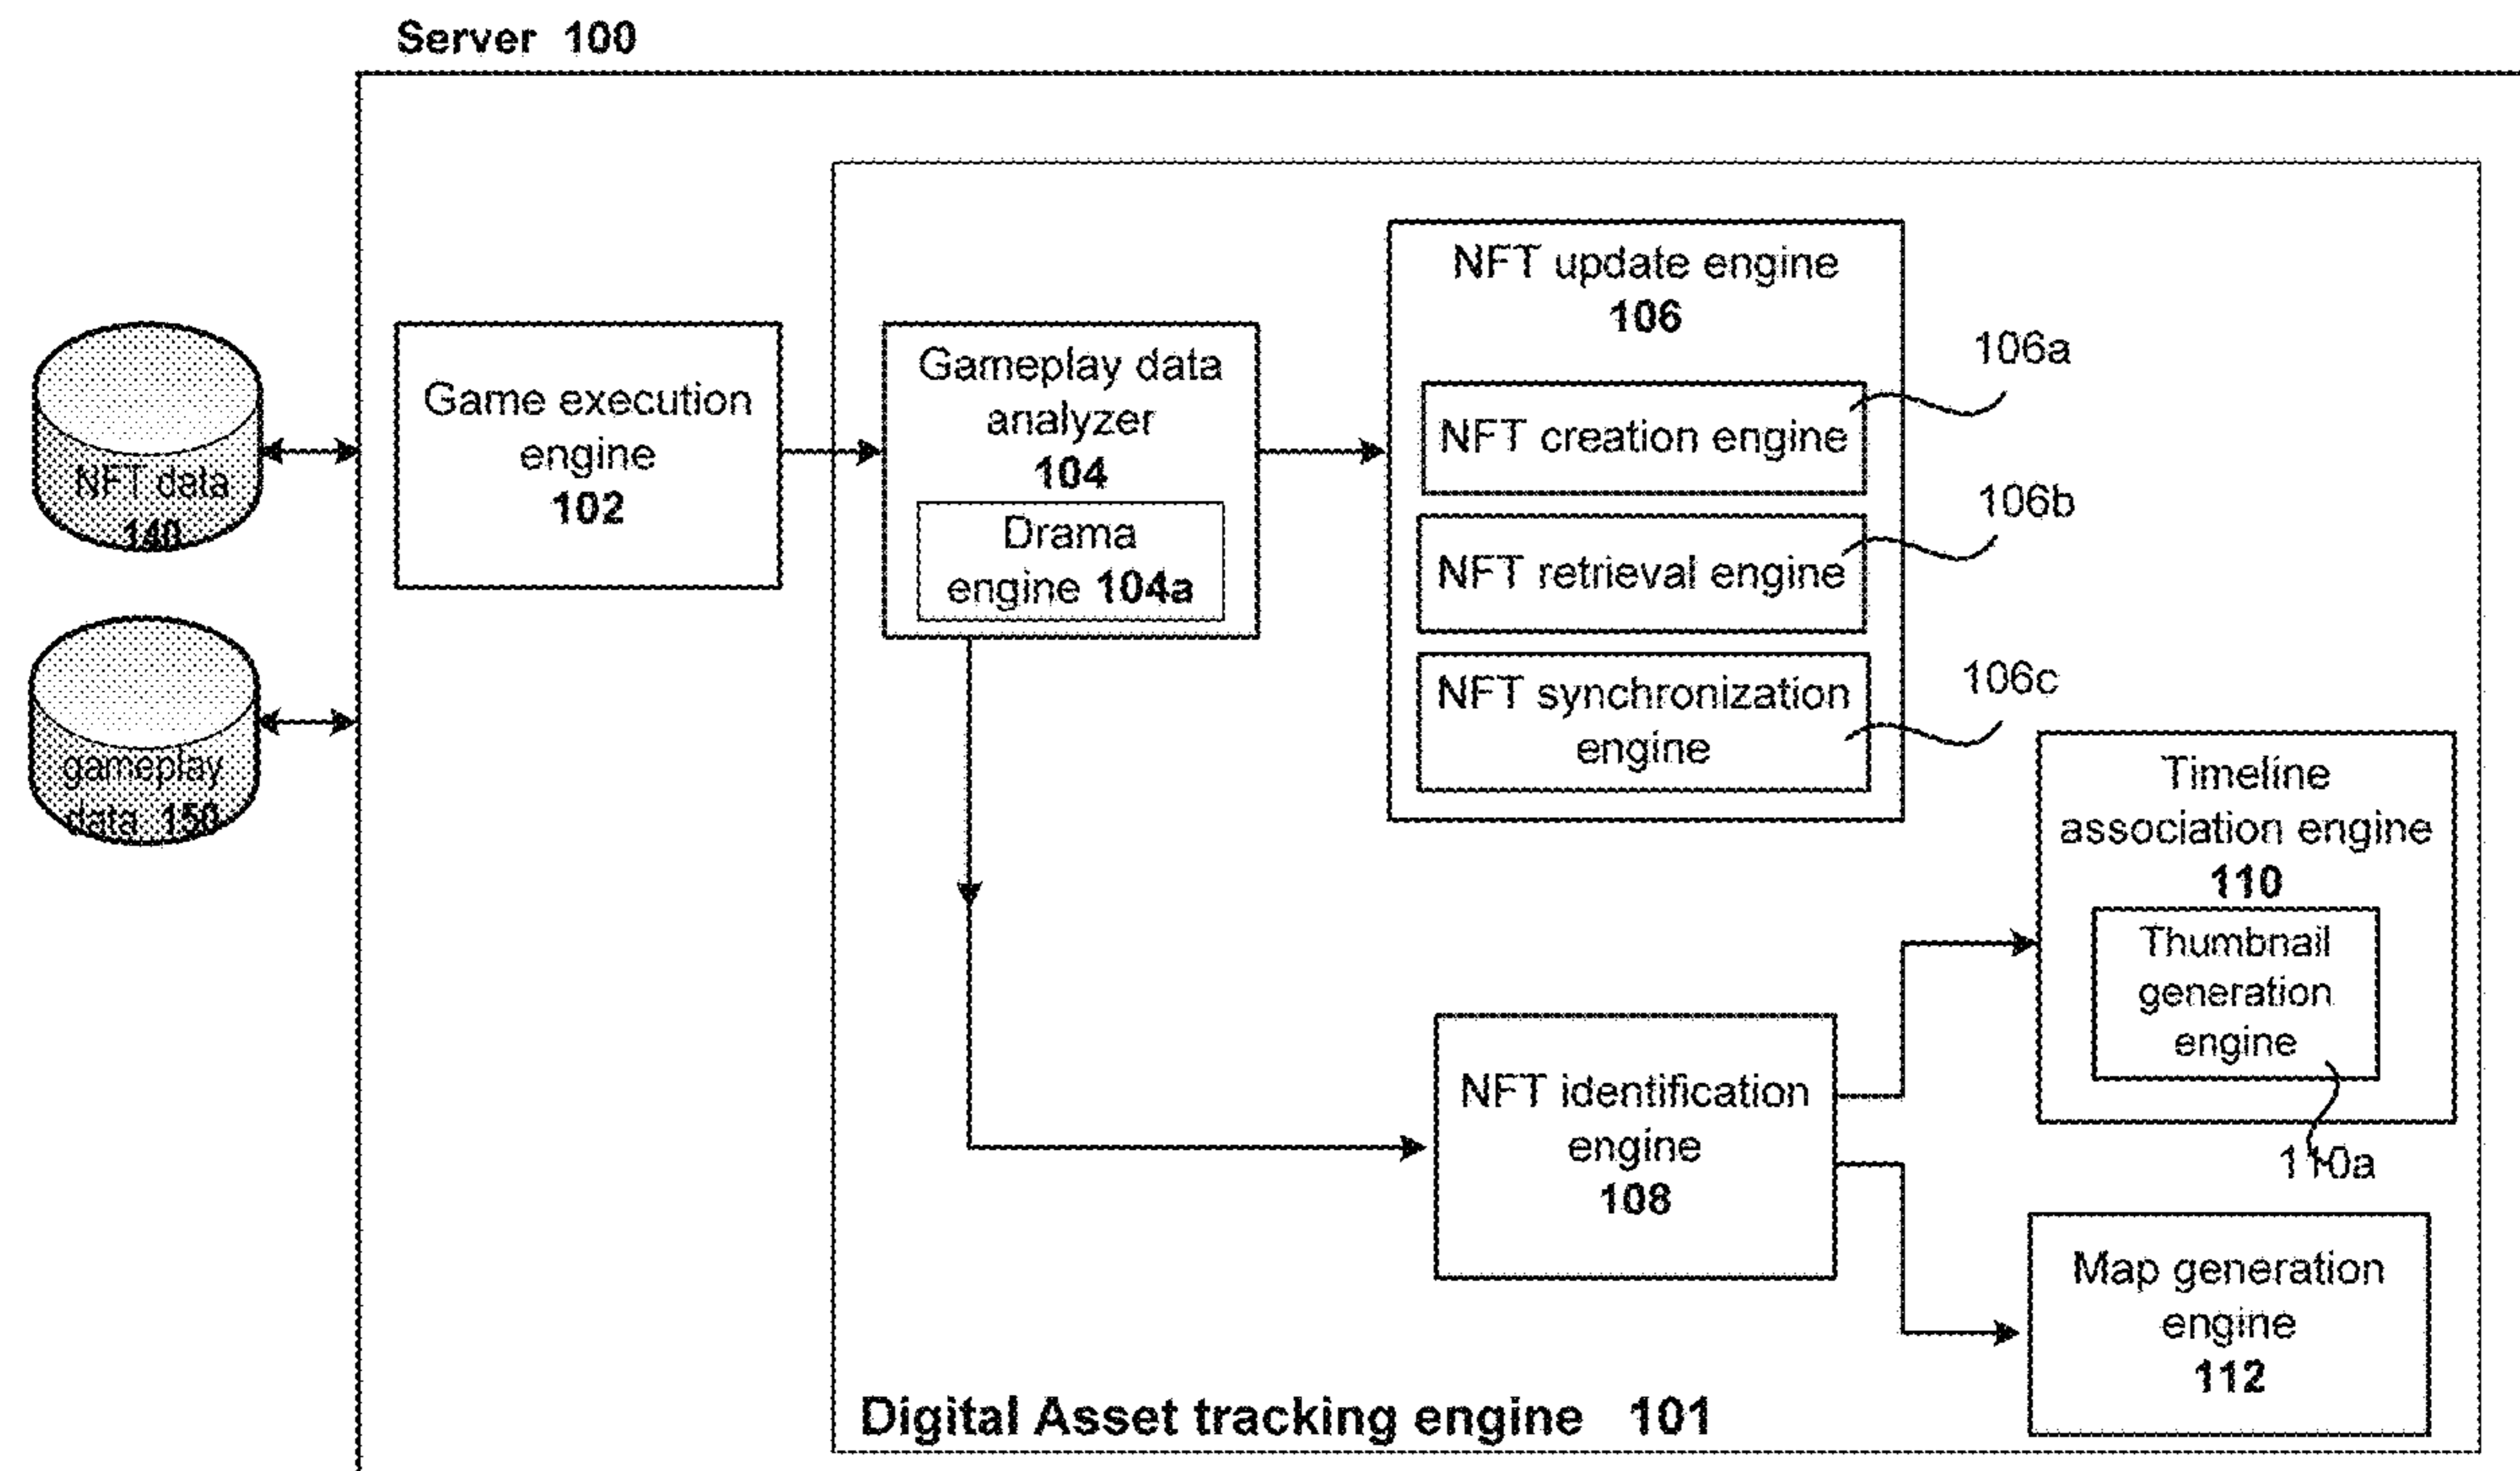 Server 100
NFT data
140
gameplay
data 150
Game execution
engine
102
Gameplay data
analyzer
104
Drama
engine 104a
NFT update engine
106
NFT creation engine
106a
NFT retrieval engine
106b
NFT synchronization
engine
106c
Timeline
association engine
110
Thumbnail
generation
engine
110a
NFT identification
engine
108
Map generation
engine
112
Digital Asset tracking engine 101